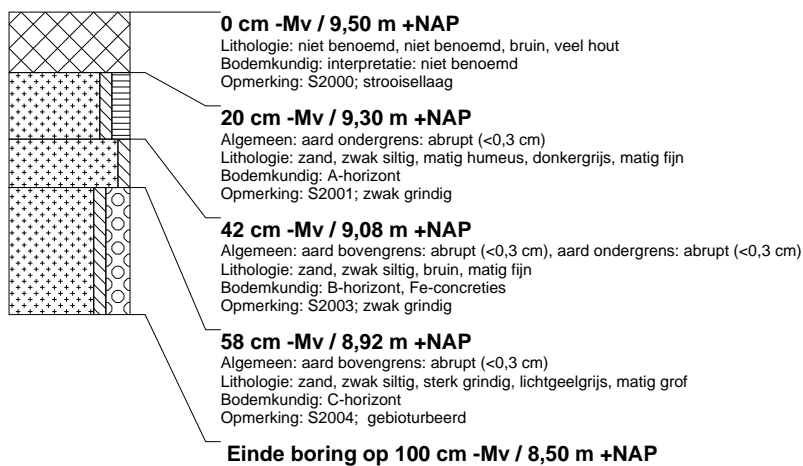 0 cm -Mv / 9,50 m +NAP
Lithologie: niet benoemd, niet benoemd, bruin, veel hout
Bodemkundig: interpretatie: niet benoemd
Opmerking: S2000; strooisellaag
20 cm -Mv / 9,30 m +NAP
Algemeen: aard ondergrens: abrupt (<0,3 cm)
Lithologie: zand, zwak siltig, matig humeus, donkergrijs, matig fijn
Bodemkundig: A-horizont
Opmerking: S2001; zwak grindig
42 cm -Mv / 9,08 m +NAP
Algemeen: aard bovengrens: abrupt (<0,3 cm), aard ondergrens: abrupt (<0,3 cm)
Lithologie: zand, zwak siltig, bruin, matig fijn
Bodemkundig: B-horizont, Fe-concreties
Opmerking: S2003; zwak grindig
58 cm -Mv / 8,92 m +NAP
Algemeen: aard bovengrens: abrupt (<0,3 cm)
Lithologie: zand, zwak siltig, sterk grindig, lichtgeelgrijs, matig grof
Bodemkundig: C-horizont
Opmerking: S2004; gebioturbeerd
Einde boring op 100 cm -Mv / 8,50 m +NAP